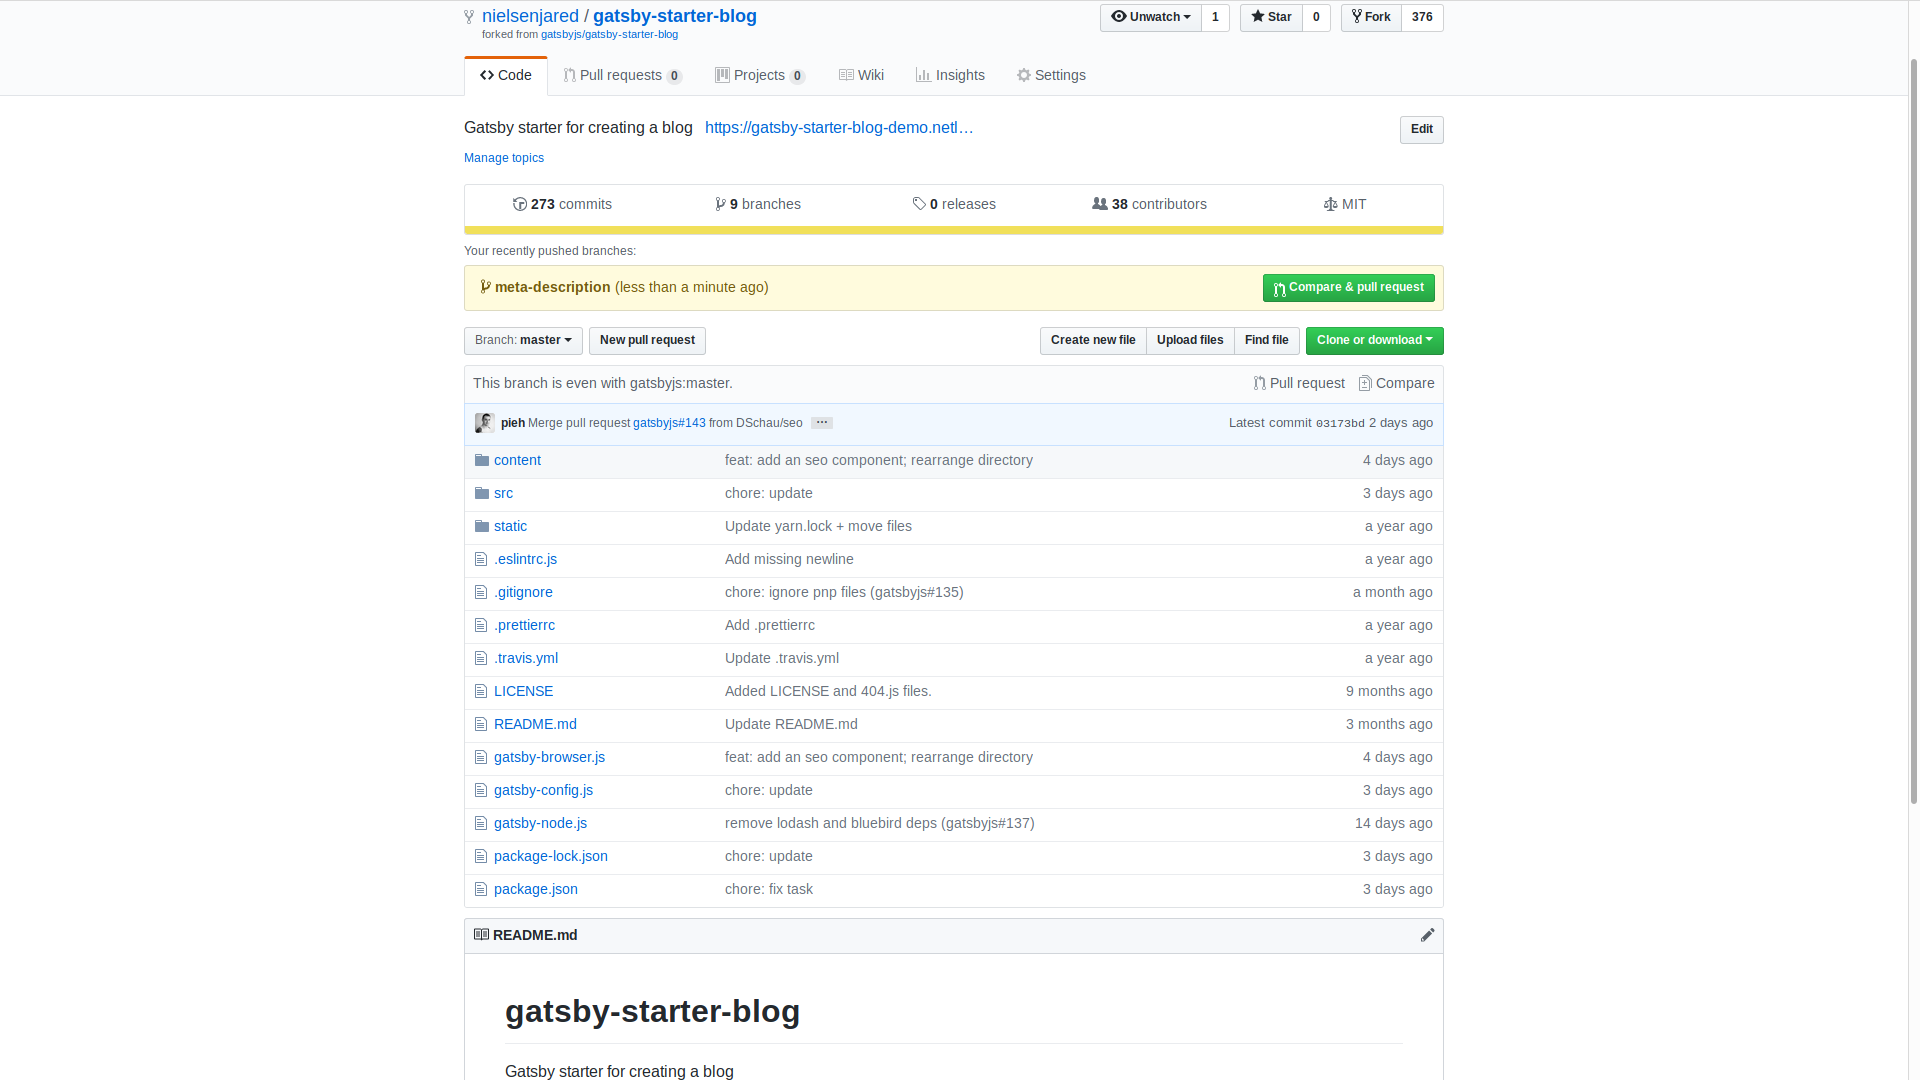 nielsenjared / gatsby-starter-blog
Unwatch 1 Star 0 Fork 376
forked from gatsbyjs/gatsby-starter-blog
Code Pull requests 0 Projects 0 Wiki Insights Settings
Gatsby starter for creating a blog https://gatsby-starter-blog-demo.netl…
Edit
Manage topics
273 commits 9 branches 0 releases 38 contributors MIT
Your recently pushed branches:
meta-description (less than a minute ago) Compare & pull request
Branch: master New pull request Create new file Upload files Find file Clone or download
This branch is even with gatsbyjs:master. Pull request Compare
pieh Merge pull request gatsbyjs#143 from DSchau/seo … Latest commit 03173bd 2 days ago
content feat: add an seo component; rearrange directory 4 days ago
src chore: update 3 days ago
static Update yarn.lock + move files a year ago
.eslintrc.js Add missing newline a year ago
.gitignore chore: ignore pnp files (gatsbyjs#135) a month ago
.prettierrc Add .prettierrc a year ago
.travis.yml Update .travis.yml a year ago
LICENSE Added LICENSE and 404.js files. 9 months ago
README.md Update README.md 3 months ago
gatsby-browser.js feat: add an seo component; rearrange directory 4 days ago
gatsby-config.js chore: update 3 days ago
gatsby-node.js remove lodash and bluebird deps (gatsbyjs#137) 14 days ago
package-lock.json chore: update 3 days ago
package.json chore: fix task 3 days ago
README.md
gatsby-starter-blog
Gatsby starter for creating a blog